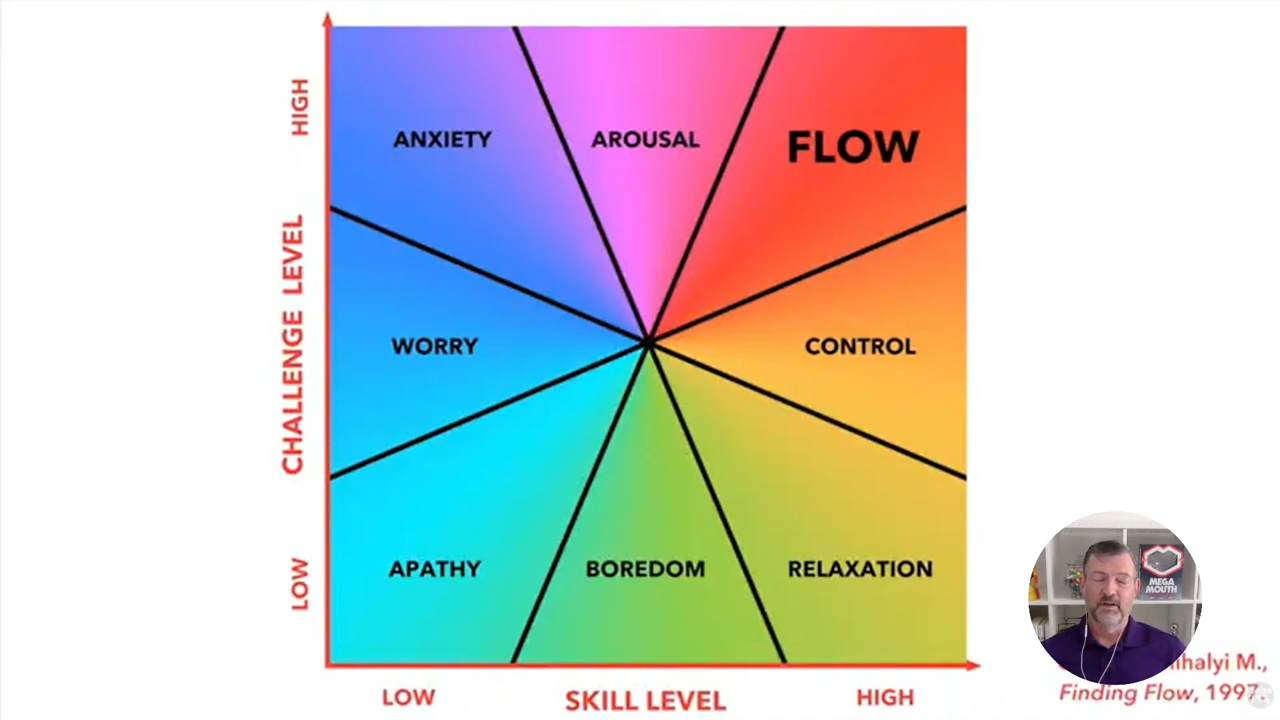 HIGH
ANXIETY
AROUSAL
FLOW
CHALLENGE LEVEL
WORRY
CONTROL
LOW
APATHY
BOREDOM
RELAXATION
LOW
SKILL LEVEL
HIGH
MEGA
MOUTH
M.,
Finding Flow, 1997